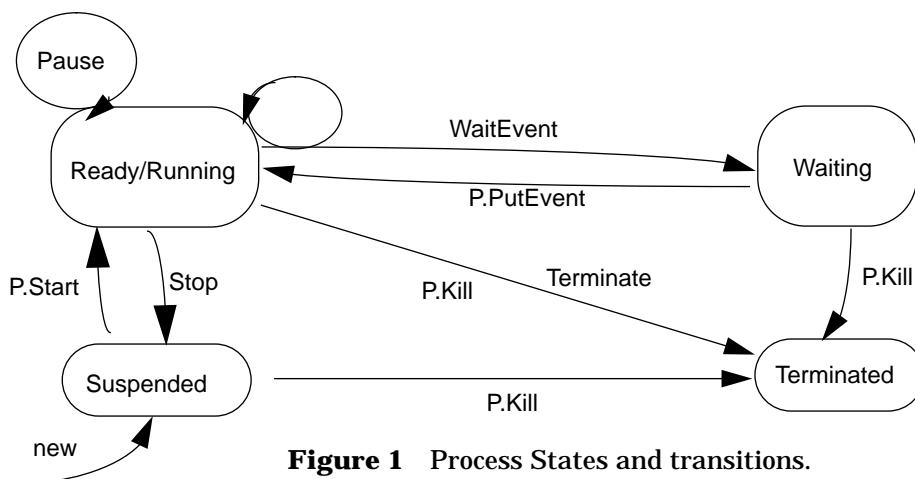 Pause
WaitEvent
Ready/Running
Waiting
P.PutEvent
P.Start
Stop
Terminate
P.Kill
P.Kill
Suspended
Terminated
P.Kill
new
Figure 1 Process States and transitions.